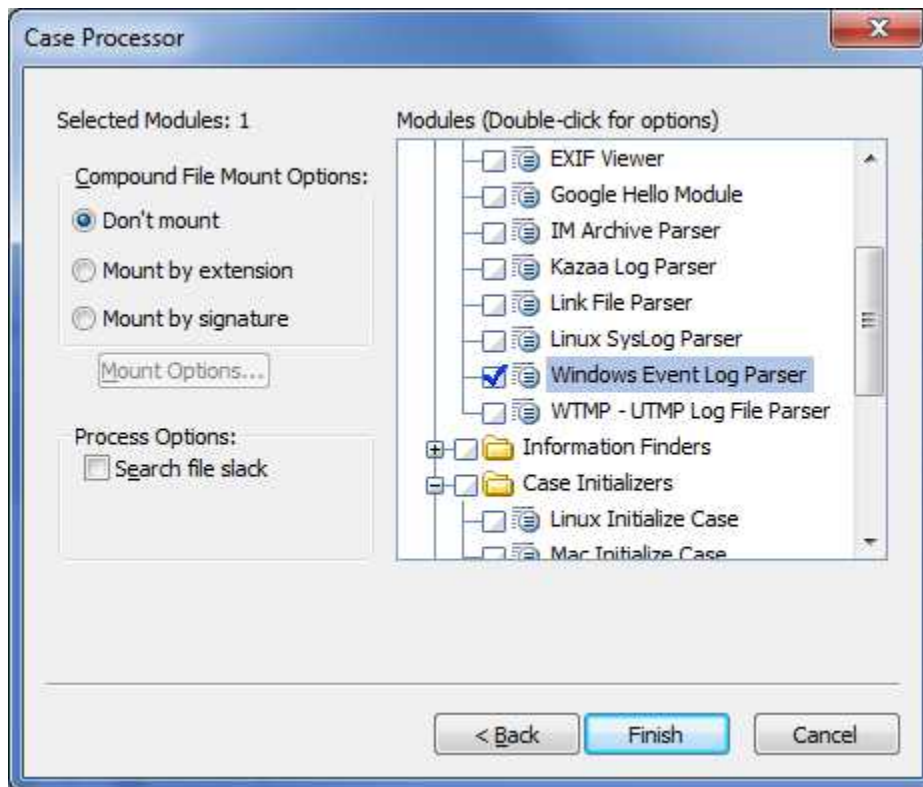 Case Processor
Selected Modules: 1
Compound File Mount Options:
Don't mount
Mount by extension
Mount by signature
Mount Options...
Process Options:
Search file slack
Modules (Double-click for options)
EXIF Viewer
Google Hello Module
IM Archive Parser
Kazaa Log Parser
Link File Parser
Linux SysLog Parser
Windows Event Log Parser
WTMP - UTMP Log File Parser
Information Finders
Case Initializers
Linux Initialize Case
Mac Initialize Case
< Back
Finish
Cancel